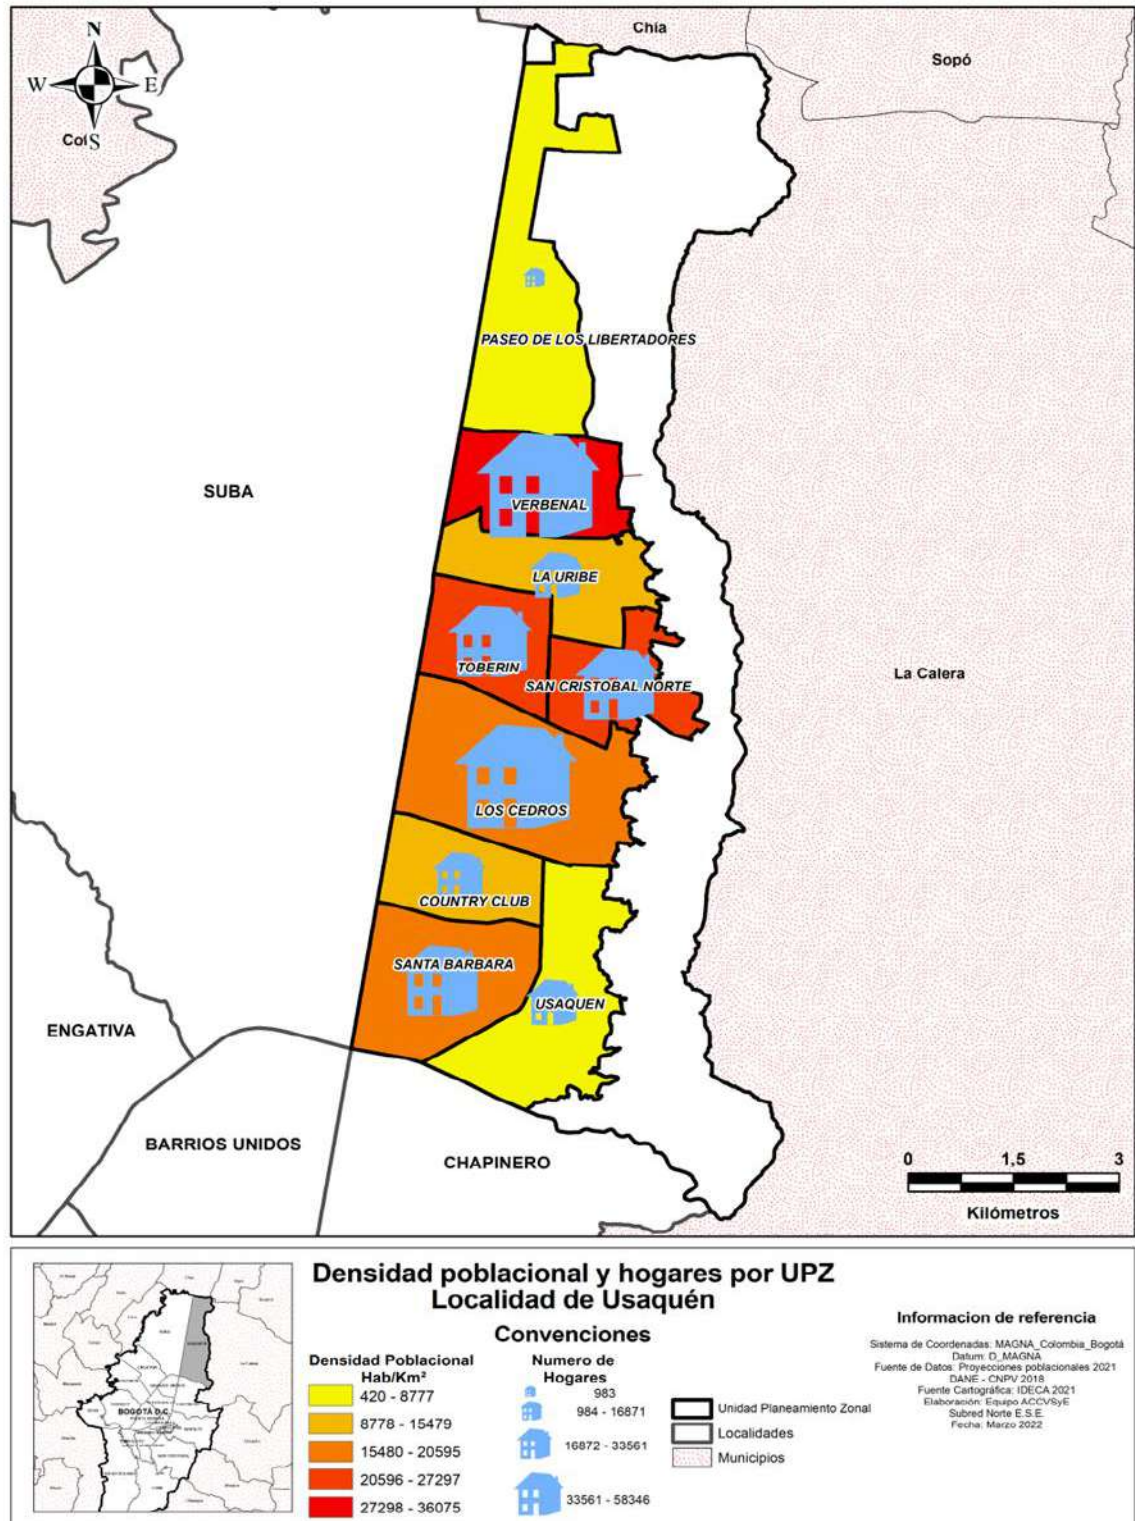 Chia
Sopó
N
W
E
S
Cot
PASEO DE LOS LIBERTADORES
SUBA
VERBENAL
LA URIBE
TOBERIN
SAN CRISTOBAL NORTE
La Calera
LOS CEDROS
COUNTRY CLUB
SANTA BARBARA
USAQUEN
ENGATIVA
BARRIOS UNIDOS
CHAPINERO
0 1,5 3
Kilómetros
Densidad poblacional y hogares por UPZ
Localidad de Usaquén
Convenciones
Densidad Poblacional
Hab/Km²
420 - 8777
8778 - 15479
15480 - 20595
20596 - 27297
27298 - 36075
Numero de
Hogares
983
984 - 16871
16872 - 33561
33561 - 58346
Unidad Planeamiento Zonal
Localidades
Municipios
Informacion de referencia
Sistema de Coordenadas: MAGNA_Colombia_Bogotá
Datum: D_MAGNA
Fuente de Datos: Proyecciones poblacionales 2021
DANE - CNPV 2018
Fuente Cartográfica: IDECA 2021
Elaboración: Equipo ACCVSyE
Subred Norte E.S.E.
Fecha: Marzo 2022
BOGOTÁ D.C.